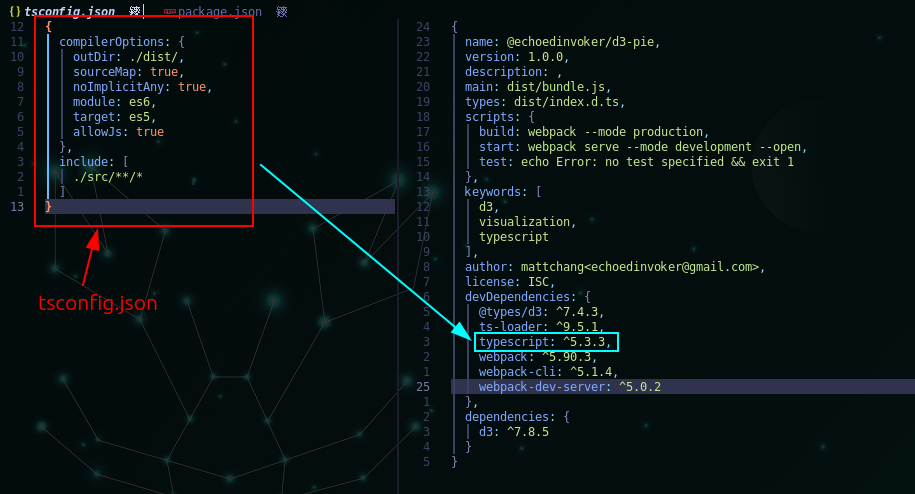 {} tsconfig.json
package.json
12 {
11 compilerOptions: {
10 outDir: ./dist/,
9 sourceMap: true,
8 noImplicitAny: true,
7 module: es6,
6 target: es5,
5 allowJs: true
4 },
3 include: [
2 ./src/**/*
1 ]
13 }
tsconfig.json
24 {
23 name: @echoedinvoker/d3-pie,
22 version: 1.0.0,
21 description: ,
20 main: dist/bundle.js,
19 types: dist/index.d.ts,
18 scripts: {
17 build: webpack --mode production,
16 start: webpack serve --mode development --open,
15 test: echo Error: no test specified && exit 1
14 },
13 keywords: [
12 d3,
11 visualization,
10 typescript
9 ],
8 author: mattchang<echoedinvoker@gmail.com>,
7 license: ISC,
6 devDependencies: {
5 @types/d3: ^7.4.3,
4 ts-loader: ^9.5.1,
3 typescript: ^5.3.3,
2 webpack: ^5.90.3,
1 webpack-cli: ^5.1.4,
25 webpack-dev-server: ^5.0.2
1 },
2 dependencies: {
3 d3: ^7.8.5
4 }
5 }